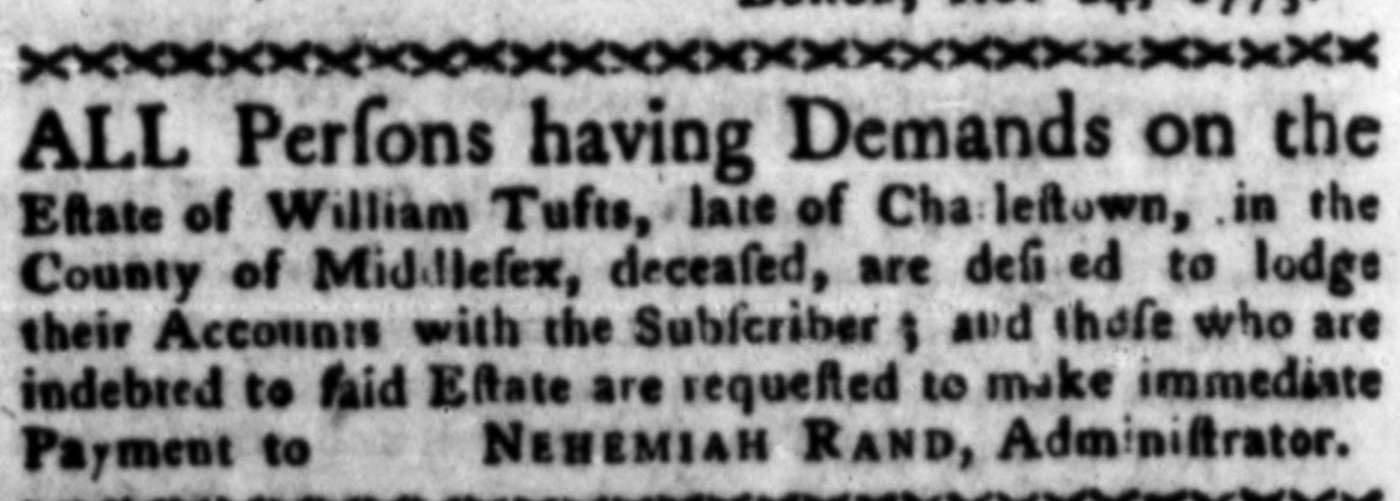 ALL Perſons having Demands on the
Eſtate of William Tufts, late of Charleſtown, in the
County of Middleſex, deceaſed, are deſired to lodge
their Accounts with the Subſcriber ; and thoſe who are
indebted to ſaid Eſtate are requeſted to make immediate
Payment to NEHEMIAH RAND, Adminiſtrator.